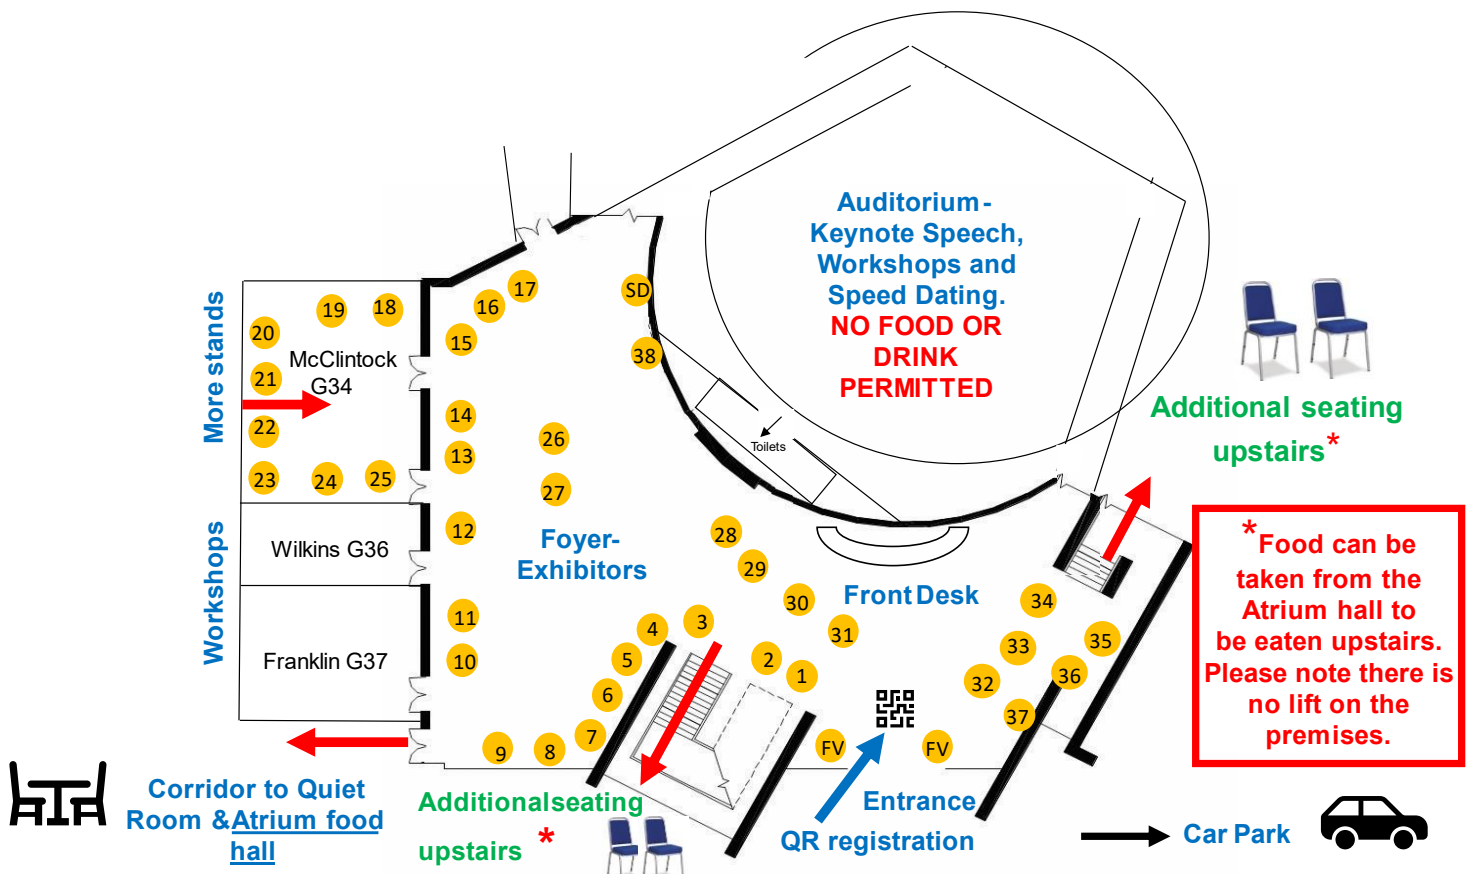 Auditorium-
Keynote Speech,
Workshops and
Speed Dating.
NO FOOD OR
DRINK
PERMITTED
17
SD
16
19
18
20
15
38
More stands
McClintock
G34
21
14
22
26
13
23
24
25
27
Toilets
Additional seating
upstairs*
Workshops
Wilkins G36
12
Foyer-
Exhibitors
28
29
30
31
Front Desk
34
33
35
32
36
37
*Food can be
taken from the
Atrium hall to
be eaten upstairs.
Please note there is
no lift on the
premises.
Franklin G37
11
10
4
3
5
2
1
6
7
8
9
FV
FV
Corridor to Quiet
Room &Atrium food
hall
Additionalseating
upstairs *
Entrance
QR registration
Car Park